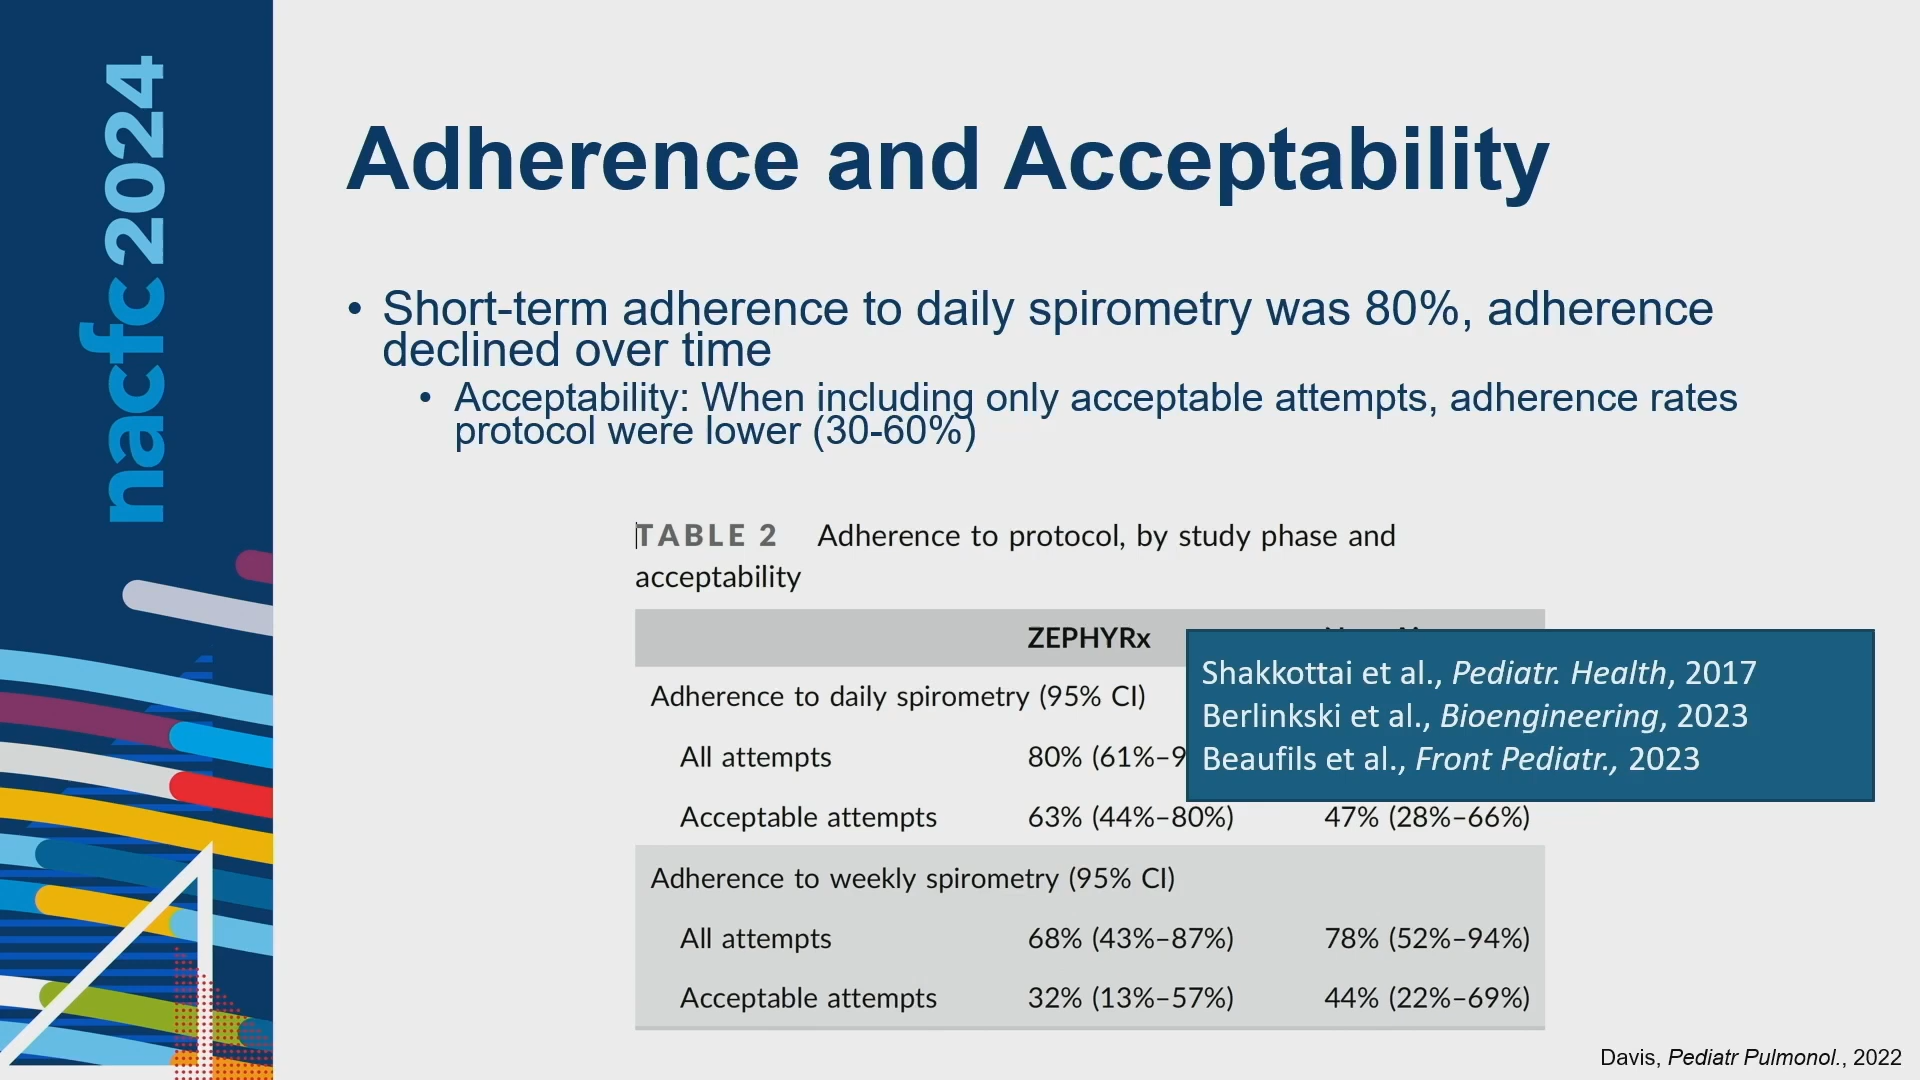 nacfc 2024
Adherence and Acceptability
• Short-term adherence to daily spirometry was 80%, adherence
declined over time
• Acceptability: When including only acceptable attempts, adherence rates
protocol were lower (30-60%)
TABLE 2 Adherence to protocol, by study phase and
acceptability
ZEPHYRx
Adherence to daily spirometry (95% CI)
All attempts 80% (61%–9
Acceptable attempts 63% (44%–80%) 47% (28%–66%)
Adherence to weekly spirometry (95% CI)
All attempts 68% (43%–87%) 78% (52%–94%)
Acceptable attempts 32% (13%–57%) 44% (22%–69%)
Shakkottai et al., Pediatr. Health, 2017
Berlinkski et al., Bioengineering, 2023
Beaufils et al., Front Pediatr., 2023
Davis, Pediatr Pulmonol., 2022